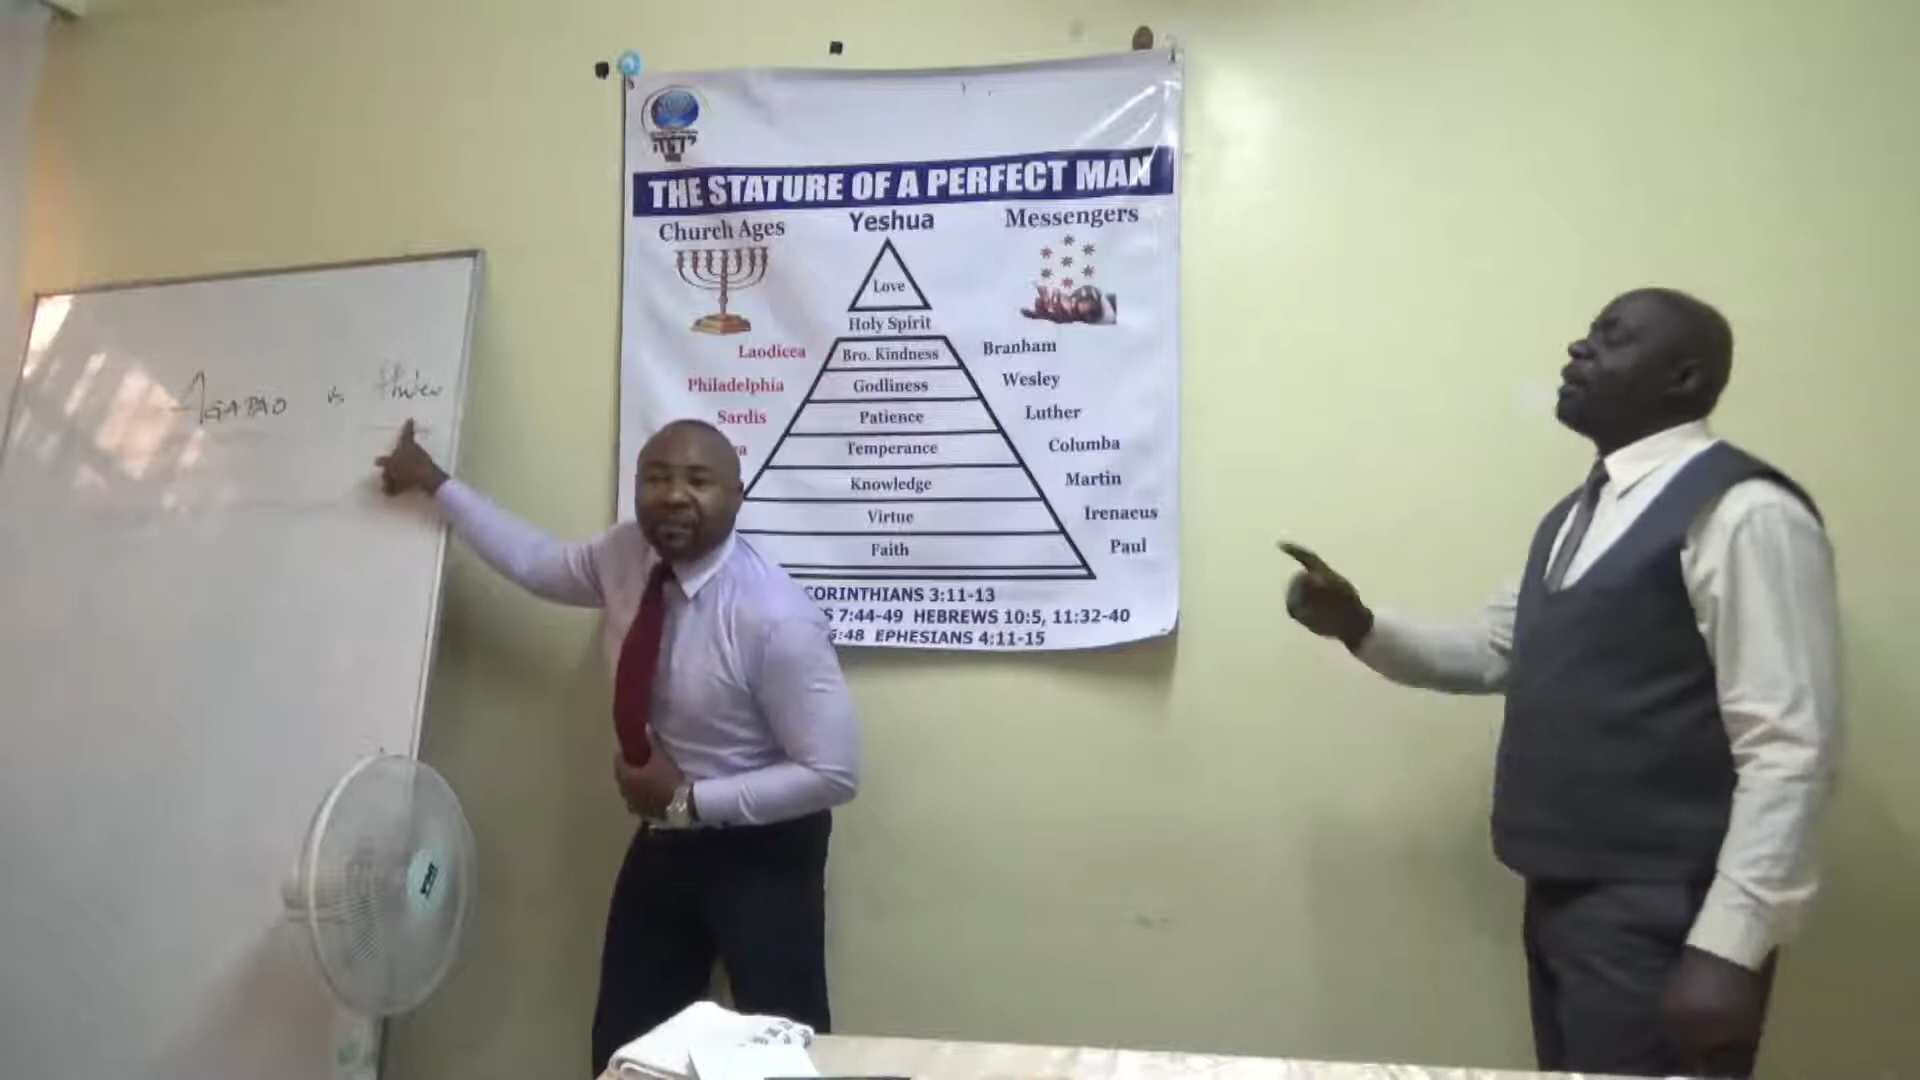 THE STATURE OF A PERFECT MAN
Church Ages
Yeshua
Messengers
Love
Holy Spirit
Laodicea
Bro. Kindness
Branham
Philadelphia
Godliness
Wesley
Sardis
Patience
Luther
Temperance
Columba
Knowledge
Martin
Virtue
Irenaeus
Faith
Paul
CORINTHIANS 3:11-13
7:44-49 HEBREWS 10:5, 11:32-40
:48 EPHESIANS 4:11-15
AGAPAO vs